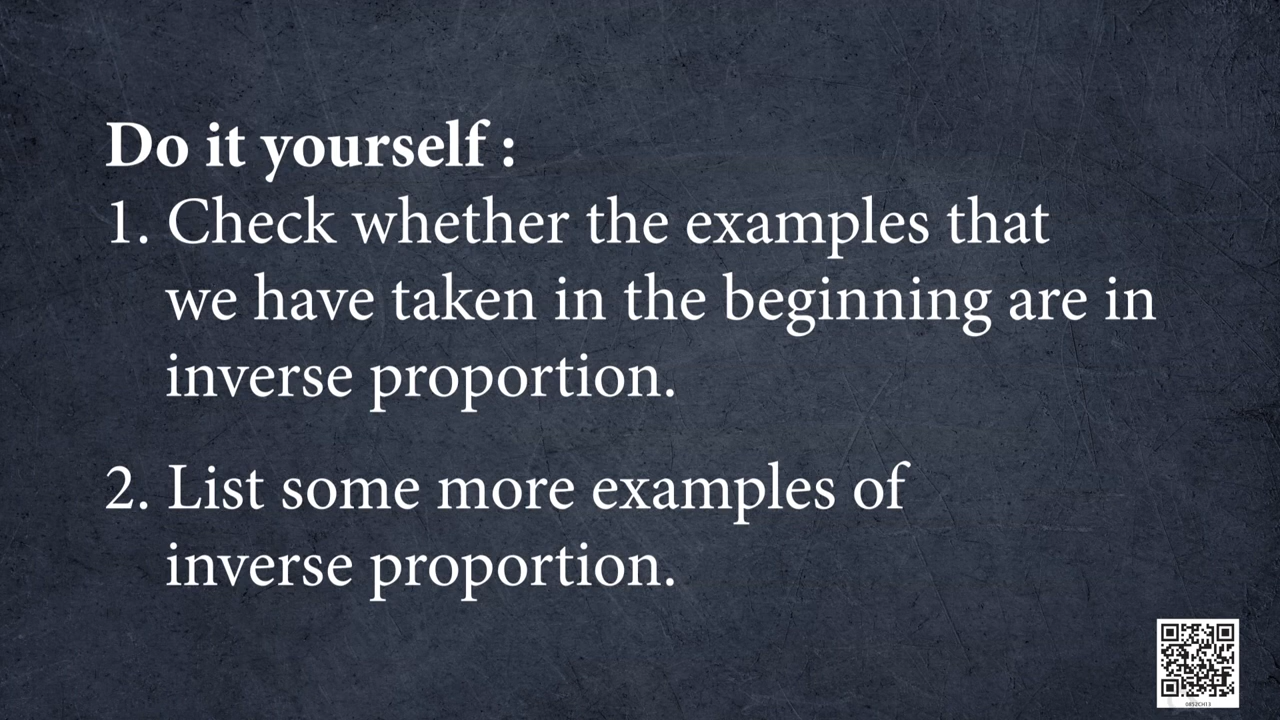 Do it yourself :
1. Check whether the examples that
we have taken in the beginning are in
inverse proportion.
2. List some more examples of
inverse proportion.
0852CH13